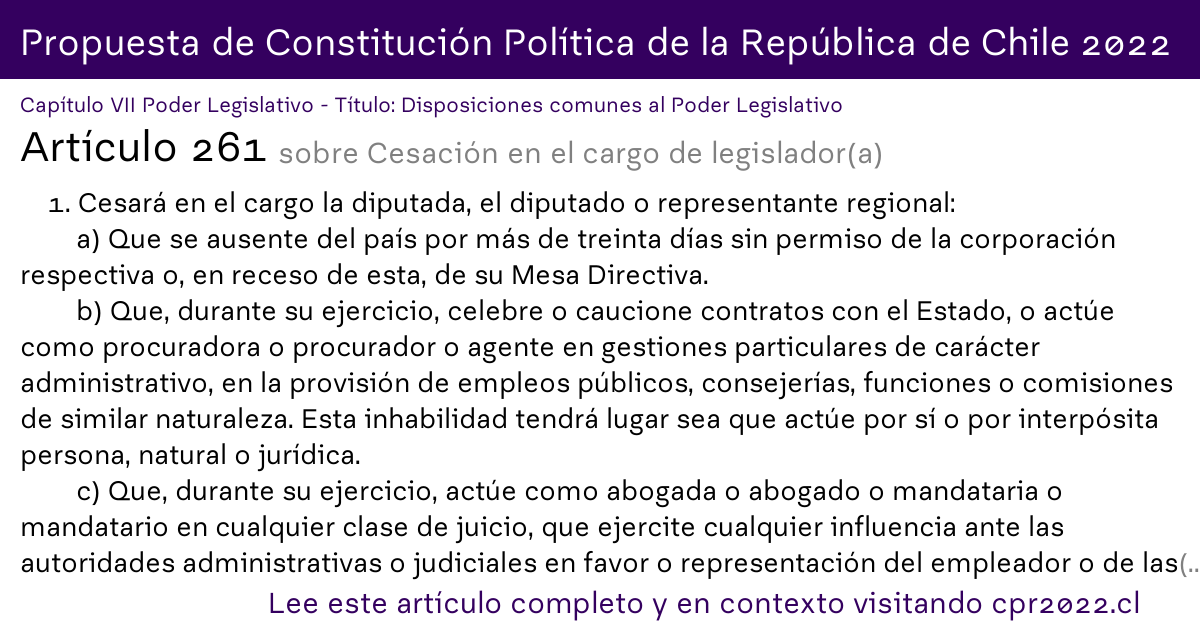 Propuesta de Constitución Política de la República de Chile 2022
Capítulo VII Poder Legislativo - Título: Disposiciones comunes al Poder Legislativo
Artículo 261 sobre Cesación en el cargo de legislador(a)
1. Cesará en el cargo la diputada, el diputado o representante regional:
a) Que se ausente del país por más de treinta días sin permiso de la corporación
respectiva o, en receso de esta, de su Mesa Directiva.
b) Que, durante su ejercicio, celebre o caucione contratos con el Estado, o actúe
como procuradora o procurador o agente en gestiones particulares de carácter
administrativo, en la provisión de empleos públicos, consejerías, funciones o comisiones
de similar naturaleza. Esta inhabilidad tendrá lugar sea que actúe por sí o por interpósita
persona, natural o jurídica.
c) Que, durante su ejercicio, actúe como abogada o abogado o mandataria o
mandatario en cualquier clase de juicio, que ejercite cualquier influencia ante las
autoridades administrativas o judiciales en favor o representación del empleador o de las(..
Lee este artículo completo y en contexto visitando cpr2022.cl